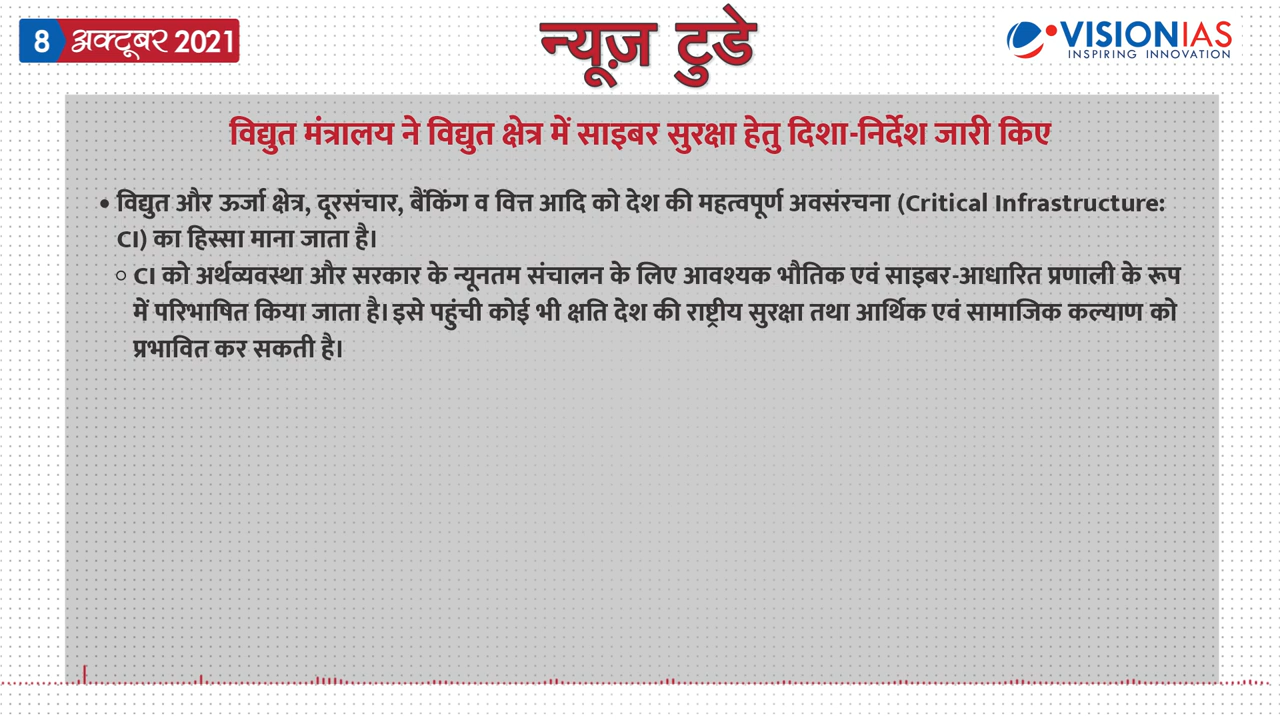 8 अक्टूबर 2021
न्यूज़ टुडे
VISIONIAS
INSPIRING INNOVATION
विद्युत मंत्रालय ने विद्युत क्षेत्र में साइबर सुरक्षा हेतु दिशा-निर्देश जारी किए
• विद्युत और ऊर्जा क्षेत्र, दूरसंचार, बैंकिंग व वित्त आदि को देश की महत्वपूर्ण अवसंरचना (Critical Infrastructure:
CI) का हिस्सा माना जाता है।
○ CI को अर्थव्यवस्था और सरकार के न्यूनतम संचालन के लिए आवश्यक भौतिक एवं साइबर-आधारित प्रणाली के रूप
में परिभाषित किया जाता है। इसे पहुंची कोई भी क्षति देश की राष्ट्रीय सुरक्षा तथा आर्थिक एवं सामाजिक कल्याण को
प्रभावित कर सकती है।